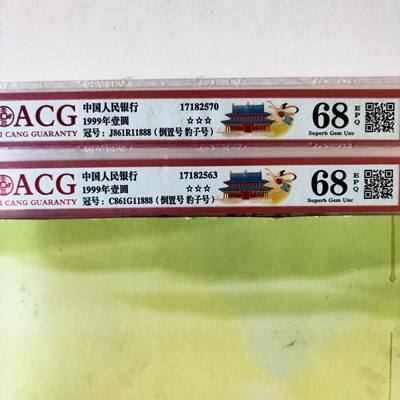 ACG
I CANG GUARANTY
中国人民银行 17182570
1999年壹圆 ☆☆☆
冠号：J861R11888（倒置号 豹子号）
68 EPQ
Superb Gem Unc
ACG
I CANG GUARANTY
中国人民银行 17182563
1999年壹圆 ☆☆☆
冠号：C861G11888（倒置号 豹子号）
68 EPQ
Superb Gem Unc